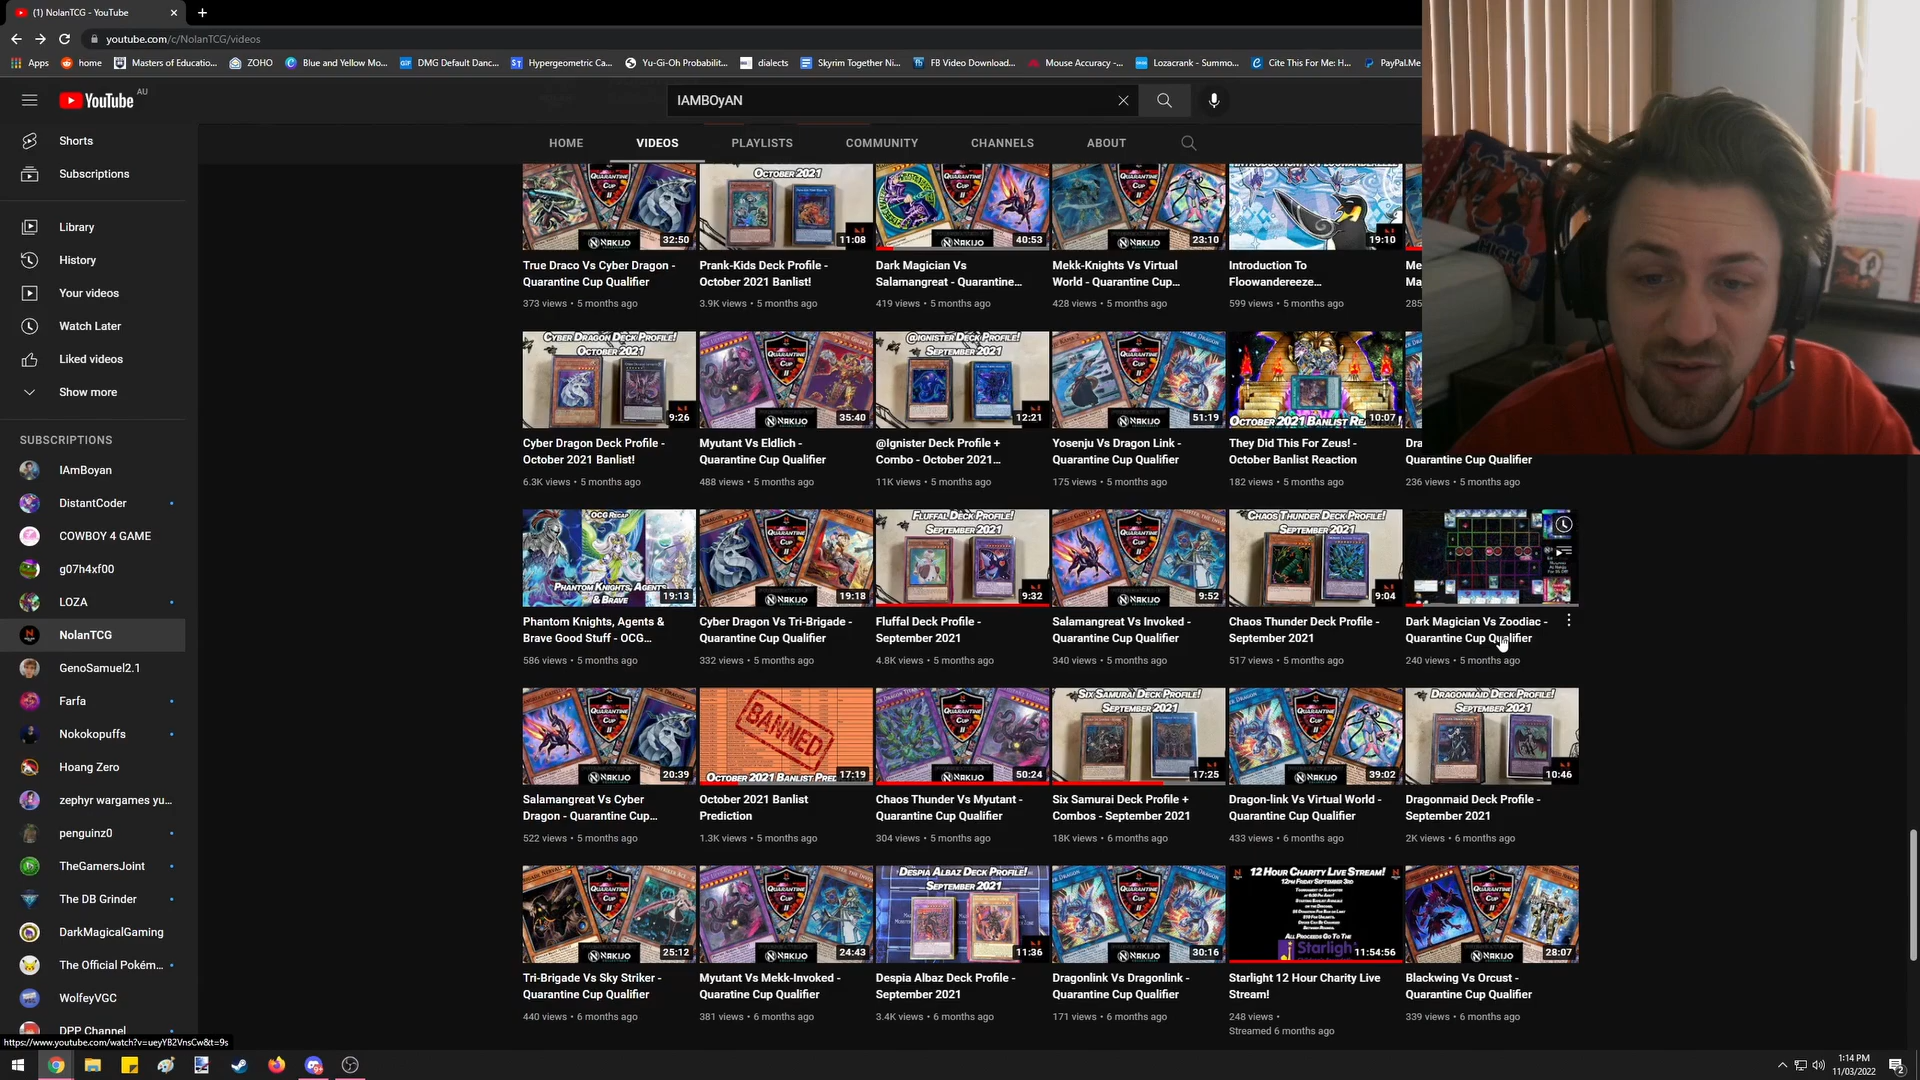 (1) NolanTCG - YouTube
youtube.com/c/NolanTCG/videos
Apps home Masters of Educatio... ZOHO Blue and Yellow Mo... DMG Default Danc... Hypergeometric Ca... Yu-Gi-Oh Probabilit... dialects Skyrim Together Ni... FB Video Download... Mouse Accuracy -... Lozacrank - Summo... Cite This For Me: H... PayPal.Me
YouTube AU
IAMBOyAN
Shorts
Subscriptions
Library
History
Your videos
Watch Later
Liked videos
Show more
SUBSCRIPTIONS
IAmBoyan
DistantCoder
COWBOY 4 GAME
g07h4xf00
LOZA
NolanTCG
GenoSamuel2.1
Farfa
Nokokopuffs
Hoang Zero
zephyr wargames yu...
penguinz0
TheGamersJoint
The DB Grinder
DarkMagicalGaming
The Official Pokém...
WolfeyVGC
DPP Channel
HOME VIDEOS PLAYLISTS COMMUNITY CHANNELS ABOUT
OCTOBER 2021
32:50 11:08 40:53 23:10 19:10
True Draco Vs Cyber Dragon -
Quarantine Cup Qualifier
373 views • 5 months ago
Prank-Kids Deck Profile -
October 2021 Banlist!
3.9K views • 5 months ago
Dark Magician Vs
Salamangreat - Quarantine...
419 views • 5 months ago
Mekk-Knights Vs Virtual
World - Quarantine Cup...
428 views • 5 months ago
Introduction To
Floowandereeze...
599 views • 5 months ago
CYBER DRAGON DECK PROFILE!
OCTOBER 2021
@IGNISTER DECK PROFILE!
SEPTEMBER 2021
9:26 35:40 12:21 51:19 10:07
Cyber Dragon Deck Profile -
October 2021 Banlist!
6.3K views • 5 months ago
Myutant Vs Eldlich -
Quarantine Cup Qualifier
488 views • 5 months ago
@Ignister Deck Profile +
Combo - October 2021...
11K views • 5 months ago
Yosenju Vs Dragon Link -
Quarantine Cup Qualifier
175 views • 5 months ago
They Did This For Zeus! -
October Banlist Reaction
182 views • 5 months ago
Quarantine Cup Qualifier
236 views • 5 months ago
OCG RECAP
PHANTOM KNIGHTS, AGENTS
& BRAVE
FLUFFAL DECK PROFILE!
SEPTEMBER 2021
CHAOS THUNDER DECK PROFILE!
SEPTEMBER 2021
19:13 19:18 9:32 9:52 9:04
Phantom Knights, Agents &
Brave Good Stuff - OCG...
586 views • 5 months ago
Cyber Dragon Vs Tri-Brigade -
Quarantine Cup Qualifier
332 views • 5 months ago
Fluffal Deck Profile -
September 2021
4.8K views • 5 months ago
Salamangreat Vs Invoked -
Quarantine Cup Qualifier
340 views • 5 months ago
Chaos Thunder Deck Profile -
September 2021
517 views • 5 months ago
Dark Magician Vs Zoodiac -
Quarantine Cup Qualifier
240 views • 5 months ago
BANNED
SIX SAMURAI DECK PROFILE!
SEPTEMBER 2021
DRAGONMAID DECK PROFILE!
SEPTEMBER 2021
20:39 17:19 50:24 17:25 39:02 10:46
Salamangreat Vs Cyber
Dragon - Quarantine Cup...
522 views • 5 months ago
October 2021 Banlist
Prediction
1.3K views • 5 months ago
Chaos Thunder Vs Myutant -
Quarantine Cup Qualifier
304 views • 5 months ago
Six Samurai Deck Profile +
Combos - September 2021
18K views • 6 months ago
Dragon-link Vs Virtual World -
Quarantine Cup Qualifier
433 views • 6 months ago
Dragonmaid Deck Profile -
September 2021
2K views • 6 months ago
DESPIA ALBAZ DECK PROFILE!
SEPTEMBER 2021
12 HOUR CHARITY LIVE STREAM!
12PM FRIDAY SEPTEMBER 3RD
25:12 24:43 11:36 30:16 11:54:56 28:07
Tri-Brigade Vs Sky Striker -
Quarantine Cup Qualifier
440 views • 6 months ago
Myutant Vs Mekk-Invoked -
Quarantine Cup Qualifier
381 views • 6 months ago
Despia Albaz Deck Profile -
September 2021
3.4K views • 6 months ago
Dragonlink Vs Dragonlink -
Quarantine Cup Qualifier
171 views • 6 months ago
Starlight 12 Hour Charity Live
Stream!
248 views •
Streamed 6 months ago
Blackwing Vs Orcust -
Quarantine Cup Qualifier
339 views • 6 months ago
https://www.youtube.com/watch?v=ueyYB2VnsCw&t=9s
1:14 PM
11/03/2022